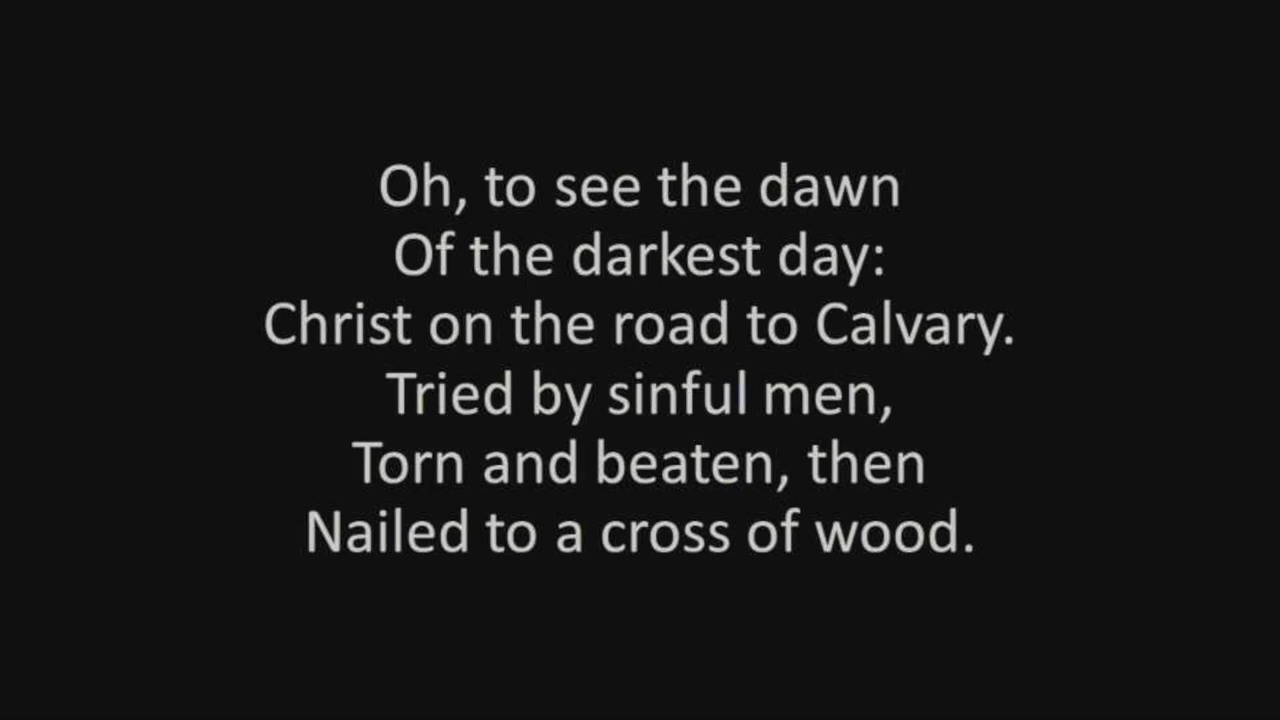 Oh, to see the dawn
Of the darkest day:
Christ on the road to Calvary.
Tried by sinful men,
Torn and beaten, then
Nailed to a cross of wood.